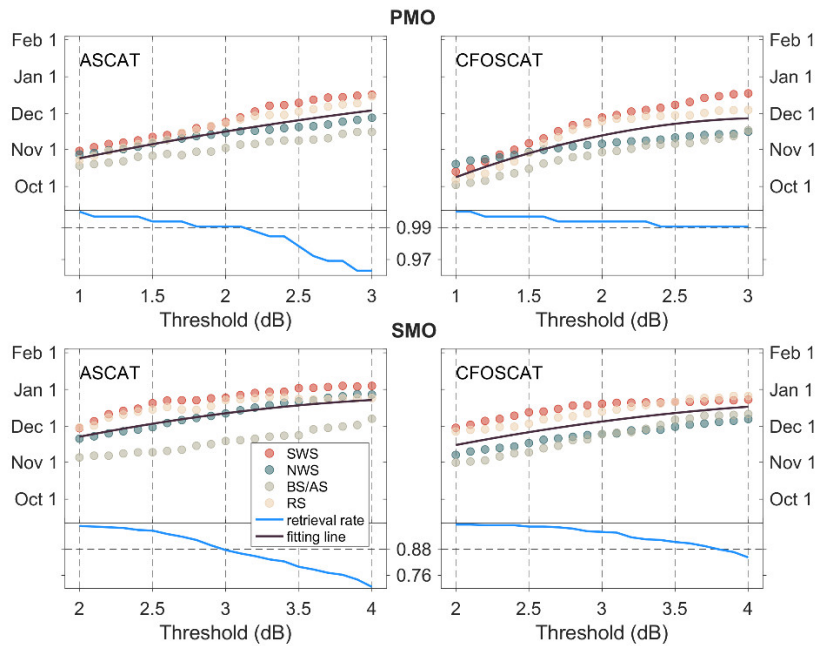 PMO
ASCAT
CFOSCAT
Feb 1
Jan 1
Dec 1
Nov 1
Oct 1
Feb 1
Jan 1
Dec 1
Nov 1
Oct 1
0.99
0.97
1 1.5 2 2.5 3
1 1.5 2 2.5 3
Threshold (dB)
Threshold (dB)
SMO
ASCAT
CFOSCAT
Feb 1
Jan 1
Dec 1
Nov 1
Oct 1
Feb 1
Jan 1
Dec 1
Nov 1
Oct 1
SWS
NWS
BS/AS
RS
retrieval rate
fitting line
0.88
0.76
2 2.5 3 3.5 4
2 2.5 3 3.5 4
Threshold (dB)
Threshold (dB)